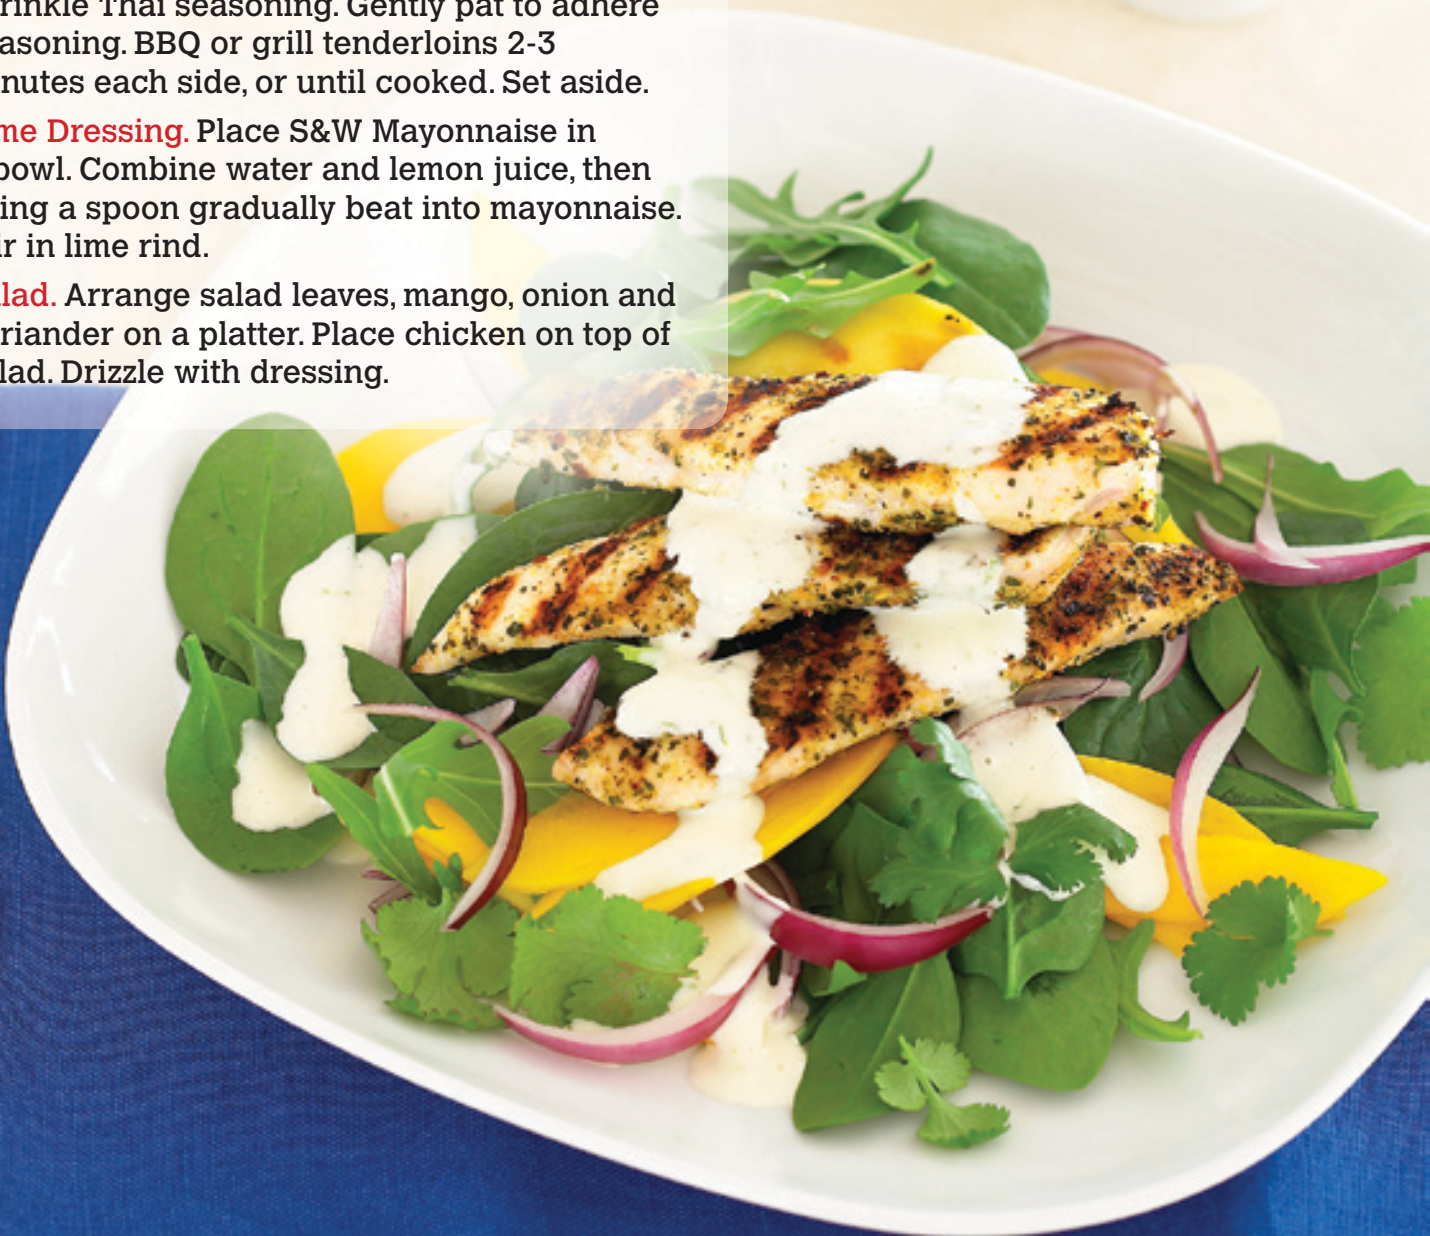 rinkle Thai seasoning. Gently pat to adhere
asoning. BBQ or grill tenderloins 2-3
nutes each side, or until cooked. Set aside.
me Dressing. Place S&W Mayonnaise in
bowl. Combine water and lemon juice, then
ing a spoon gradually beat into mayonnaise.
ir in lime rind.
lad. Arrange salad leaves, mango, onion and
riander on a platter. Place chicken on top of
lad. Drizzle with dressing.